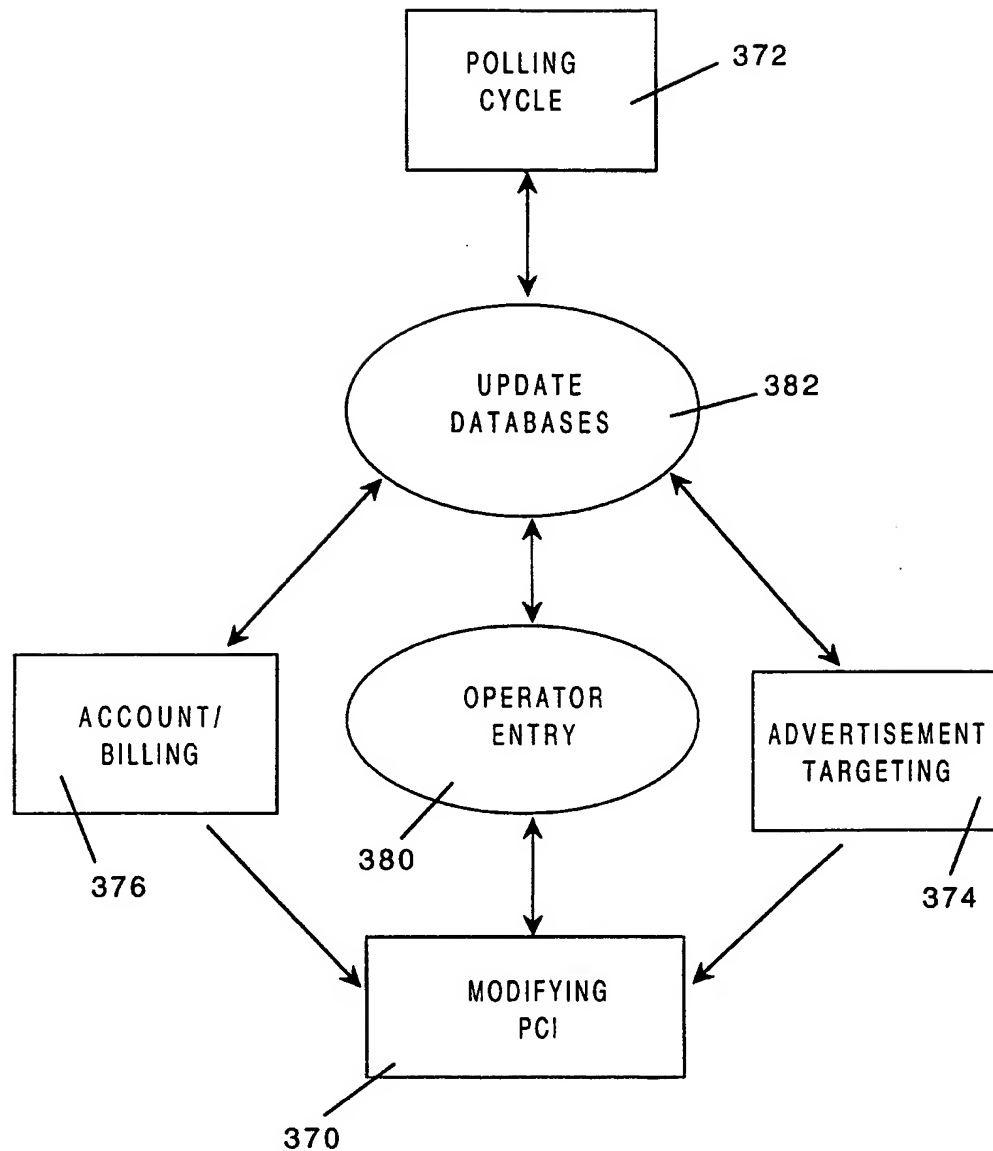 POLLING
CYCLE
372
UPDATE
DATABASES
382
ACCOUNT/
BILLING
376
OPERATOR
ENTRY
380
ADVERTISEMENT
TARGETING
374
MODIFYING
PCI
370